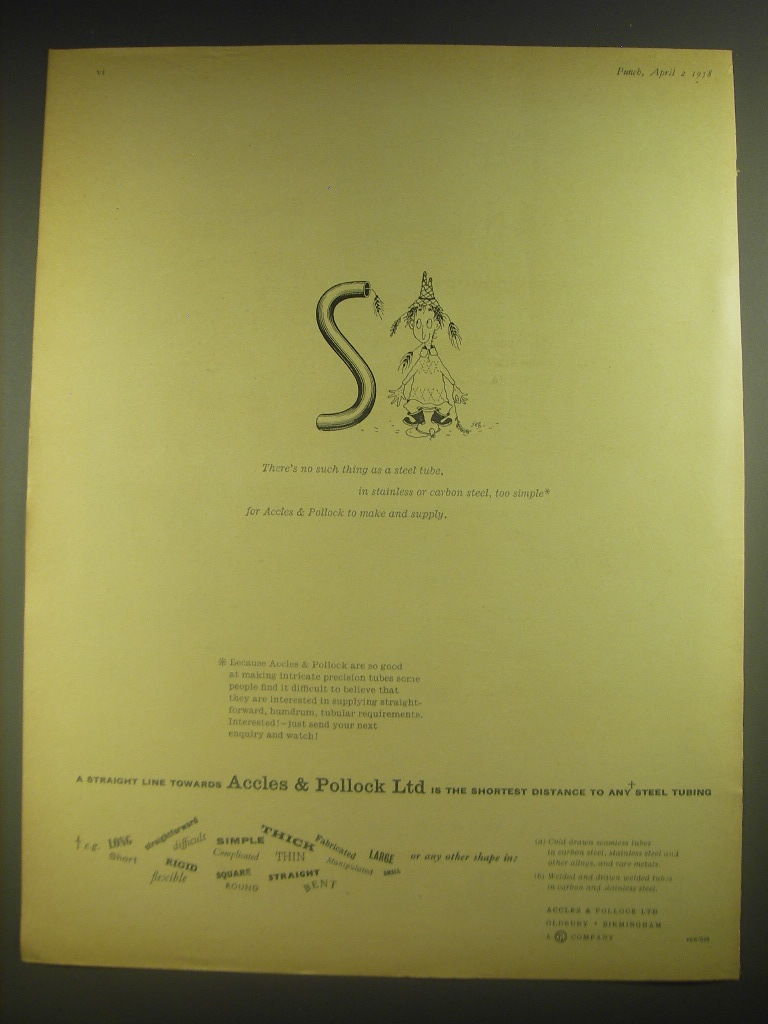 vi
Punch, April 2 1958
There's no such thing as a steel tube,
in stainless or carbon steel, too simple*
for Accles & Pollock to make and supply.
* Because Accles & Pollock are so good
at making intricate precision tubes some
people find it difficult to believe that
they are interested in supplying straight-
forward, humdrum, tubular requirements.
Interested!—just send your next
enquiry and watch!
A STRAIGHT LINE TOWARDS Accles & Pollock Ltd IS THE SHORTEST DISTANCE TO ANY† STEEL TUBING
† e.g. LONG straightforward difficult SIMPLE THICK Fabricated LARGE or any other shape in:
Short RIGID Complicated THIN Manipulated SMALL
flexible SQUARE STRAIGHT
ROUND BENT
(a) Cold drawn seamless tubes
in carbon steel, stainless steel and
other alloys, and rare metals.
(b) Welded and drawn welded tubes
in carbon and stainless steel.
ACCLES & POLLOCK LTD
OLDBURY · BIRMINGHAM
A TI COMPANY